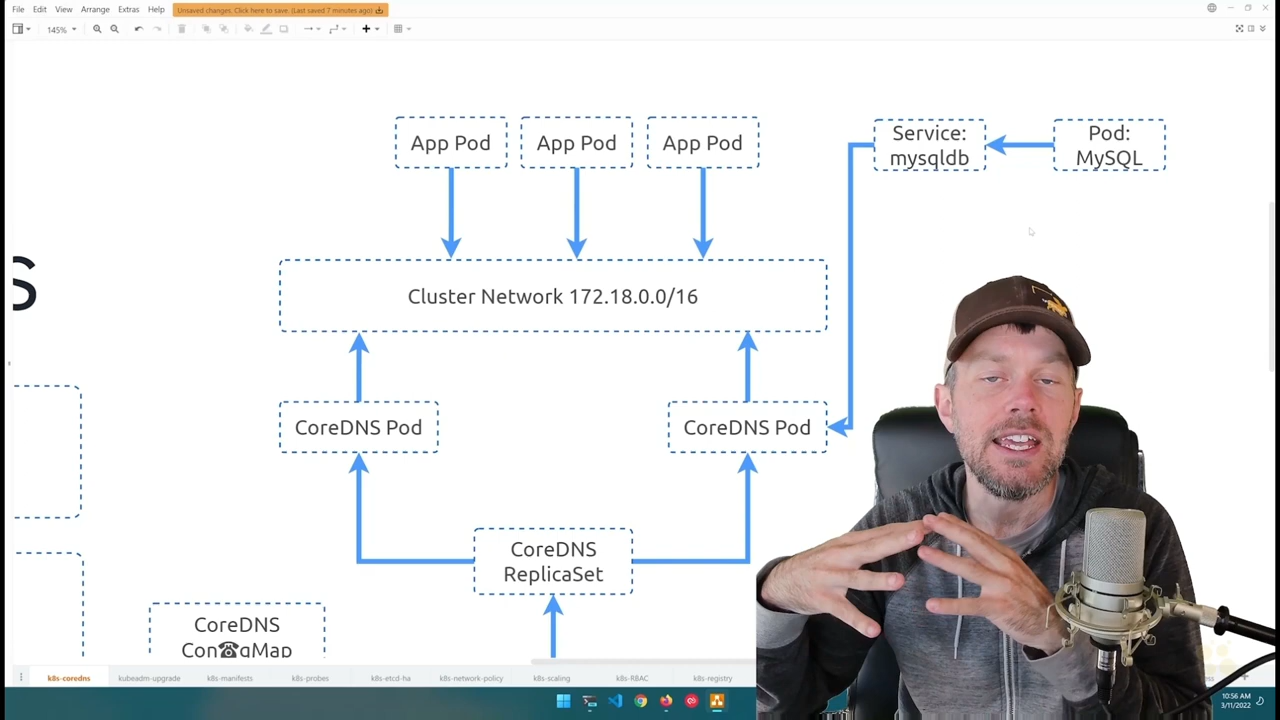 File Edit View Arrange Extras Help
Unsaved changes. Click here to save. (Last saved 7 minutes ago)
145%
App Pod
App Pod
App Pod
Service:
mysqldb
Pod:
MySQL
S
Cluster Network 172.18.0.0/16
CoreDNS Pod
CoreDNS Pod
CoreDNS
ReplicaSet
CoreDNS
Con☎gMap
k8s-coredns
kubeadm-upgrade
k8s-manifests
k8s-probes
k8s-etcd-ha
k8s-network-policy
k8s-scaling
k8s-RBAC
k8s-registry
10:56 AM
3/11/2022